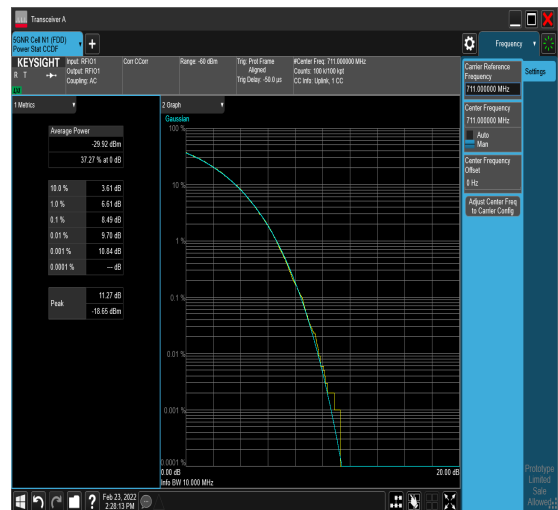 Transceiver A
5GNR Cell N1 (FDD)
Power Stat CCDF
Frequency
KEYSIGHT
R T
LXI
Input: RFIO1
Output: RFIO1
Coupling: AC
Corr CCorr
Range: -60 dBm
Trig: Prot Frame
Aligned
Trig Delay: -50.0 µs
#Center Freq: 711.000000 MHz
Counts: 100 k/100 kpt
CC Info: Uplink, 1 CC
1 Metrics
Average Power
-29.92 dBm
37.27 % at 0 dB
10.0 % 3.61 dB
1.0 % 6.61 dB
0.1 % 8.49 dB
0.01 % 9.70 dB
0.001 % 10.84 dB
0.0001 % --- dB
Peak
11.27 dB
-18.65 dBm
2 Graph
Gaussian
100 %
10 %
1 %
0.1 %
0.01 %
0.001 %
0.0001 %
0.00 dB
20.00 dB
Info BW 10.000 MHz
Carrier Reference
Frequency
711.000000 MHz
Center Frequency
711.000000 MHz
Auto
Man
Center Frequency
Offset
0 Hz
Adjust Center Freq
to Carrier Config
Settings
Prototype
Limited
Sale
Allowed
?
Feb 23, 2022
2:28:13 PM